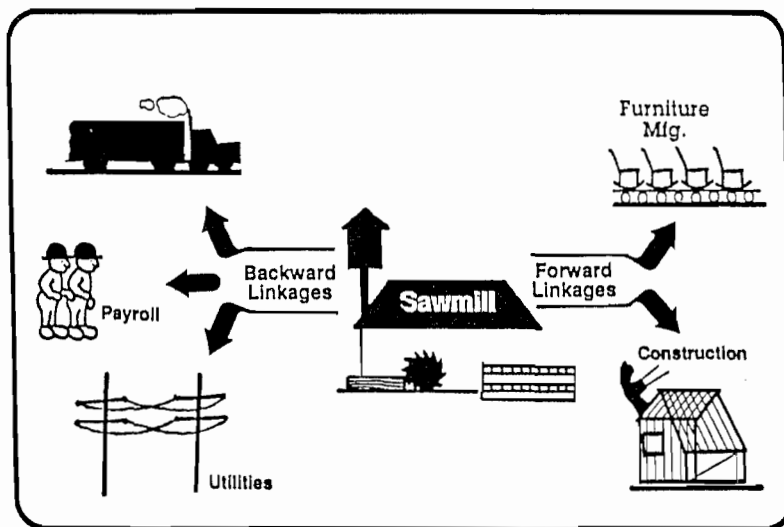 Furniture
Mfg.
Backward
Linkages
Forward
Linkages
Sawmill
Payroll
Construction
Utilities